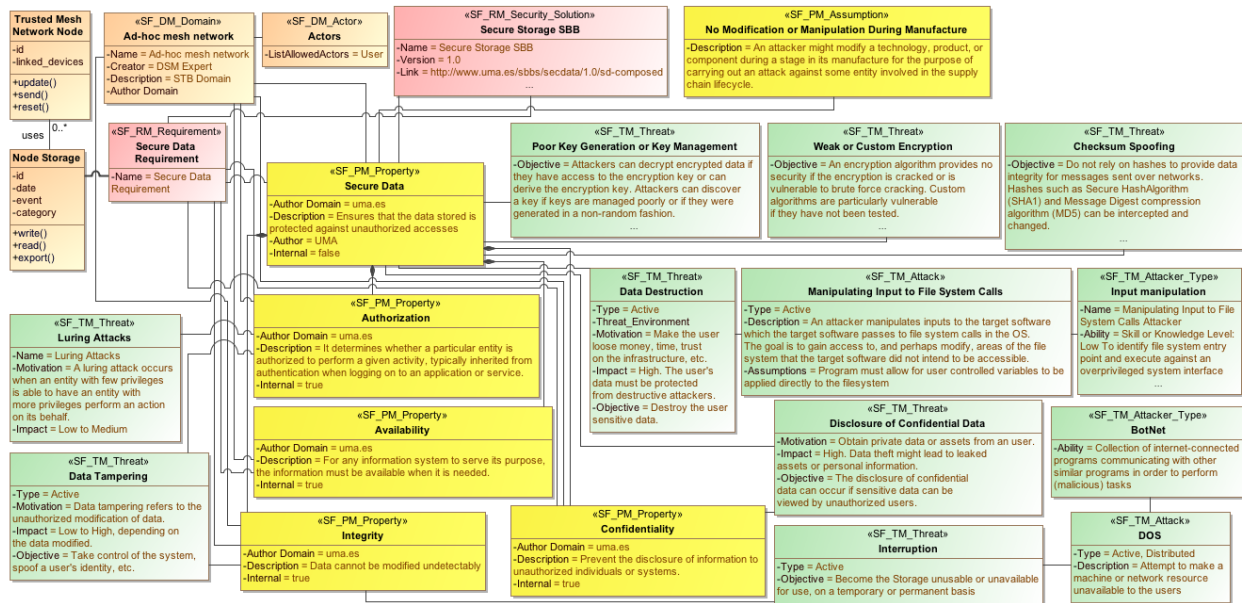 Trusted Mesh
Network Node
-id
-linked_devices
+update()
+send()
+reset()
uses
0..*
Node Storage
-id
-date
-event
-category
+write()
+read()
+export()
«SF_DM_Domain»
Ad-hoc mesh network
-Name = Ad-hoc mesh network
-Creator = DSM Expert
-Description = STB Domain
-Author Domain
«SF_DM_Actor»
Actors
-ListAllowedActors = User
«SF_RM_Security_Solution»
Secure Storage SBB
-Name = Secure Storage SBB
-Version = 1.0
-Link = http://www.uma.es/sbbs/secdata/1.0/sd-composed
...
«SF_PM_Assumption»
No Modification or Manipulation During Manufacture
-Description = An attacker might modify a technology, product, or
component during a stage in its manufacture for the purpose of
carrying out an attack against some entity involved in the supply
chain lifecycle.
«SF_RM_Requirement»
Secure Data
Requirement
-Name = Secure Data
Requirement
«SF_PM_Property»
Secure Data
-Author Domain = uma.es
-Description = Ensures that the data stored is
protected against unauthorized accesses
-Author = UMA
-Internal = false
«SF_TM_Threat»
Poor Key Generation or Key Management
-Objective = Attackers can decrypt encrypted data if
they have access to the encryption key or can
derive the encryption key. Attackers can discover
a key if keys are managed poorly or if they were
generated in a non-random fashion.
...
«SF_TM_Threat»
Weak or Custom Encryption
-Objective = An encryption algorithm provides no
security if the encryption is cracked or is
vulnerable to brute force cracking. Custom
algorithms are particularly vulnerable
if they have not been tested.
...
«SF_TM_Threat»
Checksum Spoofing
-Objective = Do not rely on hashes to provide data
integrity for messages sent over networks.
Hashes such as Secure HashAlgorithm
(SHA1) and Message Digest compression
algorithm (MD5) can be intercepted and
changed.
...
«SF_TM_Threat»
Luring Attacks
-Name = Luring Attacks
-Motivation = A luring attack occurs
when an entity with few privileges
is able to have an entity with
more privileges perform an action
on its behalf.
-Impact = Low to Medium
«SF_PM_Property»
Authorization
-Author Domain = uma.es
-Description = It determines whether a particular entity is
authorized to perform a given activity, typically inherited from
authentication when logging on to an application or service.
-Internal = true
«SF_TM_Threat»
Data Destruction
-Type = Active
-Threat_Environment
-Motivation = Make the user
loose money, time, trust
on the infrastructure, etc.
-Impact = High. The user's
data must be protected
from destructive attackers.
-Objective = Destroy the user
sensitive data.
«SF_TM_Attack»
Manipulating Input to File System Calls
-Type = Active
-Description = An attacker manipulates inputs to the target software
which the target software passes to file system calls in the OS.
The goal is to gain access to, and perhaps modify, areas of the file
system that the target software did not intend to be accessible.
-Assumptions = Program must allow for user controlled variables to be
applied directly to the filesystem
«SF_TM_Attacker_Type»
Input manipulation
-Name = Manipulating Input to File
System Calls Attacker
-Ability = Skill or Knowledge Level:
Low To identify file system entry
point and execute against an
overprivileged system interface
...
«SF_PM_Property»
Availability
-Author Domain = uma.es
-Description = For any information system to serve its purpose,
the information must be available when it is needed.
-Internal = true
«SF_TM_Threat»
Disclosure of Confidential Data
-Motivation = Obtain private data or assets from an user.
-Impact = High. Data theft might lead to leaked
assets or personal information.
-Objective = The disclosure of confidential
data can occur if sensitive data can be
viewed by unauthorized users.
«SF_TM_Attacker_Type»
BotNet
-Ability = Collection of internet-connected
programs communicating with other
similar programs in order to perform
(malicious) tasks
«SF_TM_Threat»
Data Tampering
-Type = Active
-Motivation = Data tampering refers to the
unauthorized modification of data.
-Impact = Low to High, depending on
the data modified.
-Objective = Take control of the system,
spoof a user's identity, etc.
«SF_PM_Property»
Integrity
-Author Domain = uma.es
-Description = Data cannot be modified undetectably
-Internal = true
«SF_PM_Property»
Confidentiality
-Author Domain = uma.es
-Description = Prevent the disclosure of information to
unauthorized individuals or systems.
-Internal = true
«SF_TM_Threat»
Interruption
-Type = Active
-Objective = Become the Storage unusable or unavailable
for use, on a temporary or permanent basis
«SF_TM_Attack»
DOS
-Type = Active, Distributed
-Description = Attempt to make a
machine or network resource
unavailable to the users